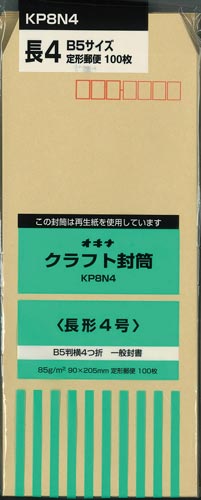 KP8N4
長4
B5サイズ
定形郵便 100枚
この封筒は再生紙を使用しています
オキナ
クラフト封筒
KP8N4
〈長形4号〉
B5判横4つ折 一般封書
85g/m² 90×205mm 定形郵便 100枚